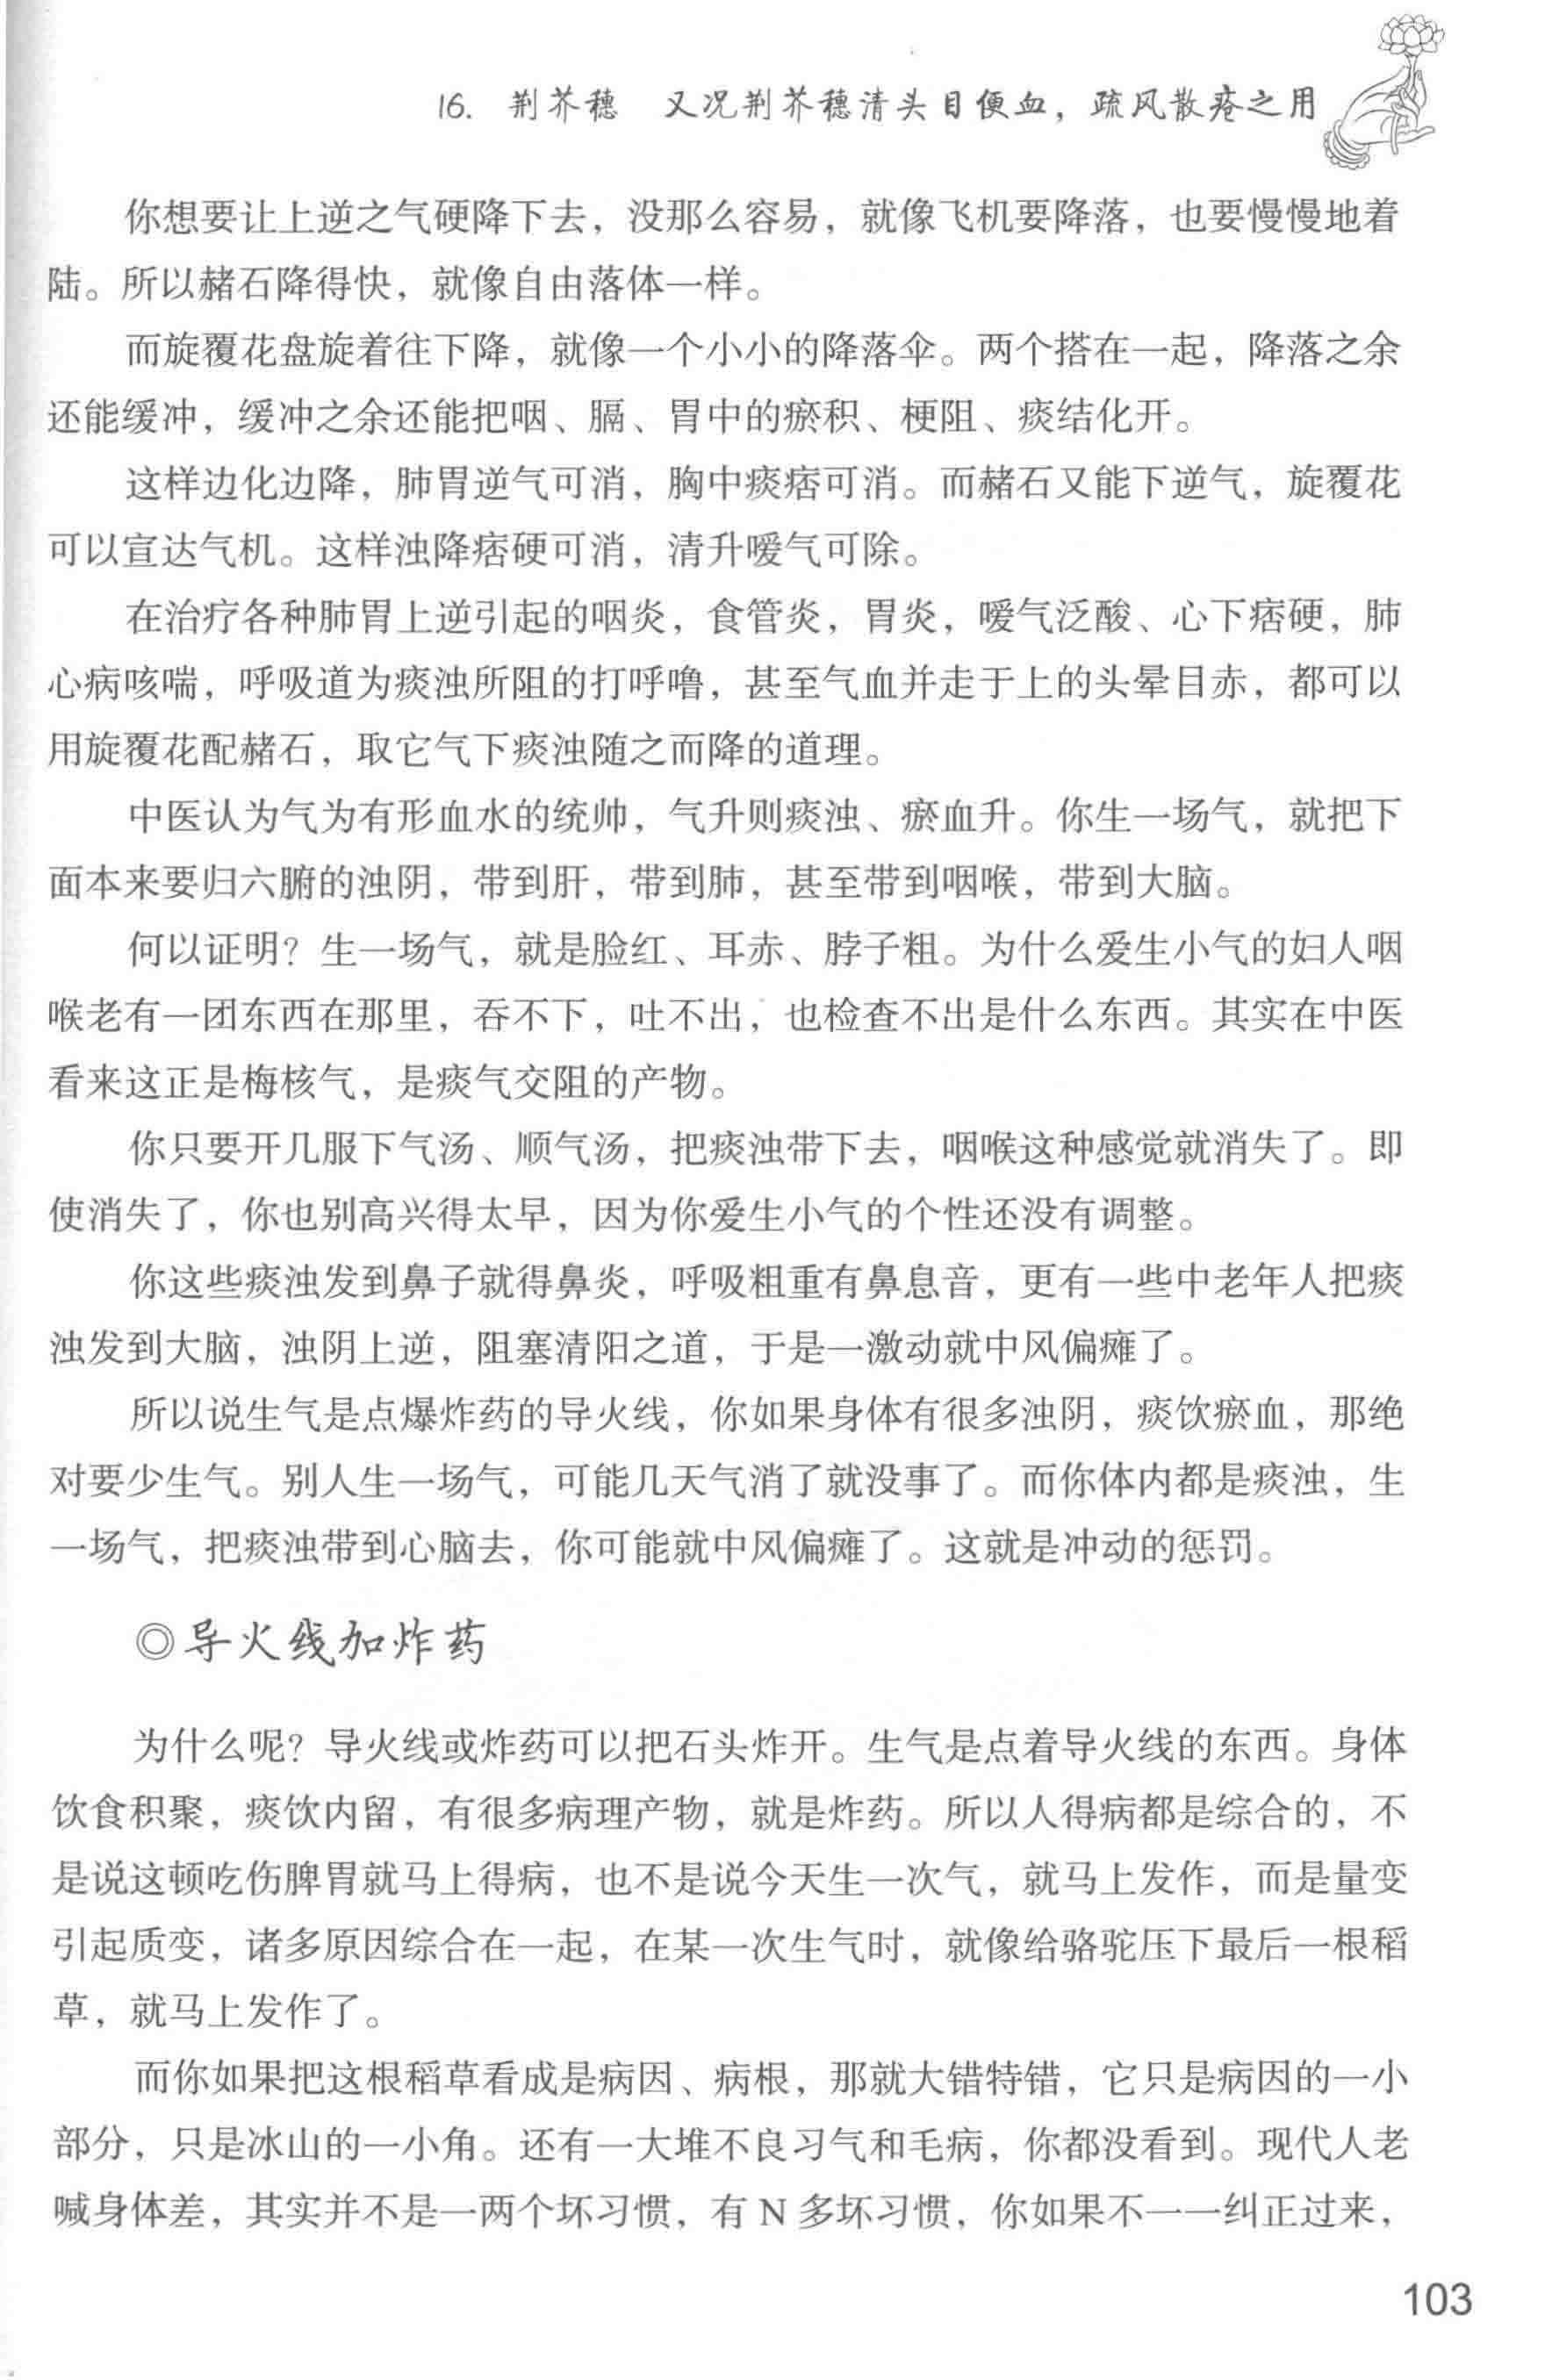 16. 荆芥穗 又况荆芥穗清头目便血，疏风散疮之用
你想要让上逆之气硬降下去，没那么容易，就像飞机要降落，也要慢慢地着
陆。所以赭石降得快，就像自由落体一样。
而旋覆花盘旋着往下降，就像一个小小的降落伞。两个搭在一起，降落之余
还能缓冲，缓冲之余还能把咽、膈、胃中的瘀积、梗阻、痰结化开。
这样边化边降，肺胃逆气可消，胸中痰痞可消。而赭石又能下逆气，旋覆花
可以宣达气机。这样浊降痞硬可消，清升嗳气可除。
在治疗各种肺胃上逆引起的咽炎，食管炎，胃炎，嗳气泛酸、心下痞硬，肺
心病咳喘，呼吸道为痰浊所阻的打呼噜，甚至气血并走于上的头晕目赤，都可以
用旋覆花配赭石，取它气下痰浊随之而降的道理。
中医认为气为有形血水的统帅，气升则痰浊、瘀血升。你生一场气，就把下
面本来要归六腑的浊阴，带到肝，带到肺，甚至带到咽喉，带到大脑。
何以证明？生一场气，就是脸红、耳赤、脖子粗。为什么爱生小气的妇人咽
喉老有一团东西在那里，吞不下，吐不出，也检查不出是什么东西。其实在中医
看来这正是梅核气，是痰气交阻的产物。
你只要开几服下气汤、顺气汤，把痰浊带下去，咽喉这种感觉就消失了。即
使消失了，你也别高兴得太早，因为你爱生小气的个性还没有调整。
你这些痰浊发到鼻子就得鼻炎，呼吸粗重有鼻息音，更有一些中老年人把痰
浊发到大脑，浊阴上逆，阻塞清阳之道，于是一激动就中风偏瘫了。
所以说生气是点爆炸药的导火线，你如果身体有很多浊阴，痰饮瘀血，那绝
对要少生气。别人生一场气，可能几天气消了就没事了。而你体内都是痰浊，生
一场气，把痰浊带到心脑去，你可能就中风偏瘫了。这就是冲动的惩罚。
◎导火线加炸药
为什么呢？导火线或炸药可以把石头炸开。生气是点着导火线的东西。身体
饮食积聚，痰饮内留，有很多病理产物，就是炸药。所以人得病都是综合的，不
是说这顿吃伤脾胃就马上得病，也不是说今天生一次气，就马上发作，而是量变
引起质变，诸多原因综合在一起，在某一次生气时，就像给骆驼压下最后一根稻
草，就马上发作了。
而你如果把这根稻草看成是病因、病根，那就大错特错，它只是病因的一小
部分，只是冰山的一小角。还有一大堆不良习气和毛病，你都没看到。现代人老
喊身体差，其实并不是一两个坏习惯，有 N 多坏习惯，你如果不一一纠正过来，
103